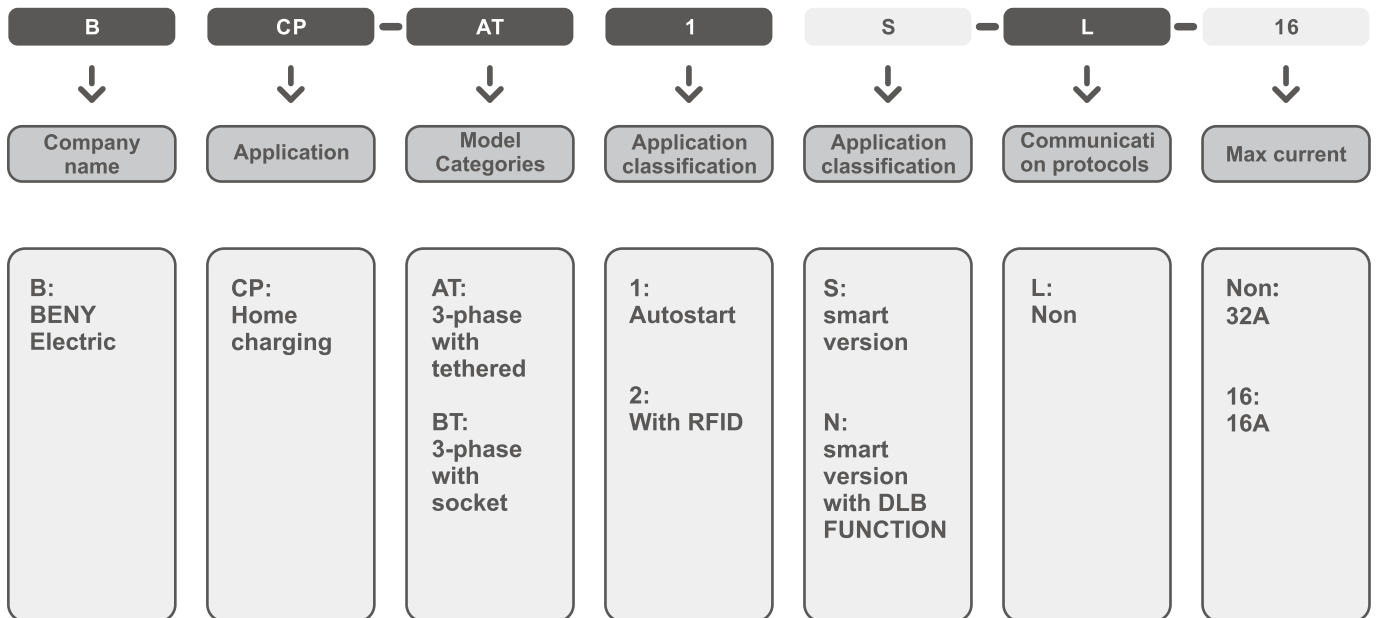 B CP - AT 1 S - L - 16
Company
name
Application
Model
Categories
Application
classification
Application
classification
Communicati
on protocols
Max current
B:
BENY
Electric
CP:
Home
charging
AT:
3-phase
with
tethered
BT:
3-phase
with
socket
1:
Autostart
2:
With RFID
S:
smart
version
N:
smart
version
with DLB
FUNCTION
L:
Non
Non:
32A
16:
16A